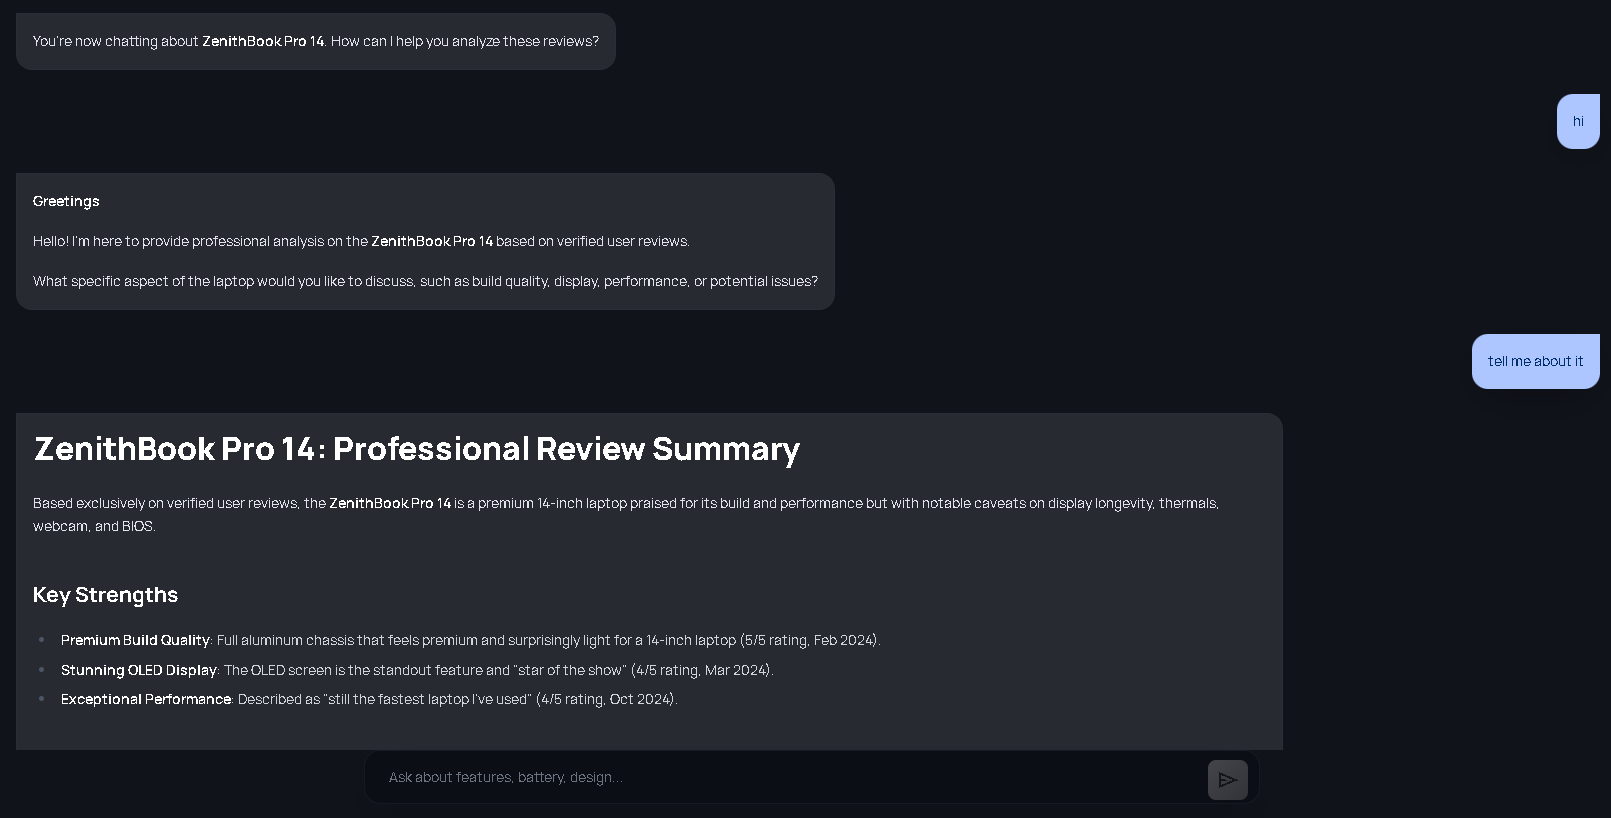 You're now chatting about ZenithBook Pro 14. How can I help you analyze these reviews?
hi
Greetings
Hello! I'm here to provide professional analysis on the ZenithBook Pro 14 based on verified user reviews.
What specific aspect of the laptop would you like to discuss, such as build quality, display, performance, or potential issues?
tell me about it
ZenithBook Pro 14: Professional Review Summary
Based exclusively on verified user reviews, the ZenithBook Pro 14 is a premium 14-inch laptop praised for its build and performance but with notable caveats on display longevity, thermals,
webcam, and BIOS.
Key Strengths
Premium Build Quality: Full aluminum chassis that feels premium and surprisingly light for a 14-inch laptop (5/5 rating, Feb 2024).
Stunning OLED Display: The OLED screen is the standout feature and "star of the show" (4/5 rating, Mar 2024).
Exceptional Performance: Described as "still the fastest laptop I've used" (4/5 rating, Oct 2024).
Ask about features, battery, design...